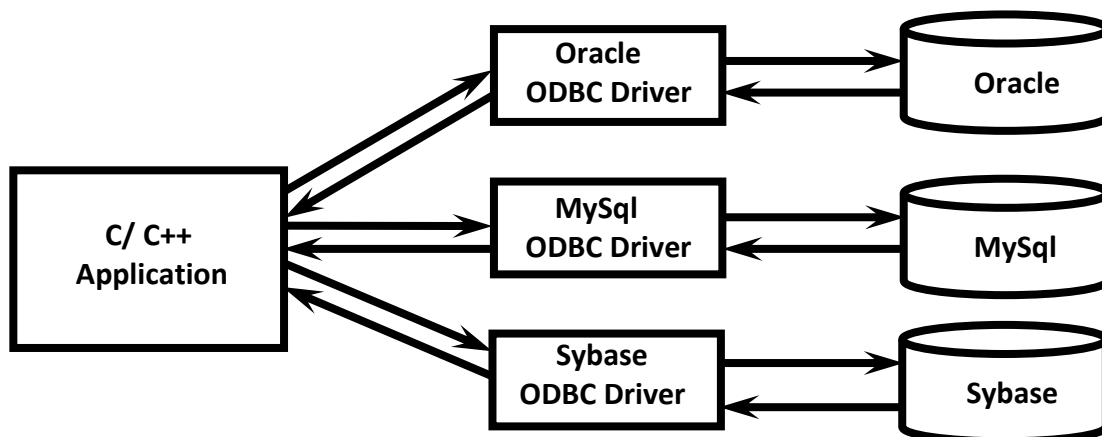 Oracle
ODBC Driver
Oracle
C/ C++
Application
MySql
ODBC Driver
MySql
Sybase
ODBC Driver
Sybase